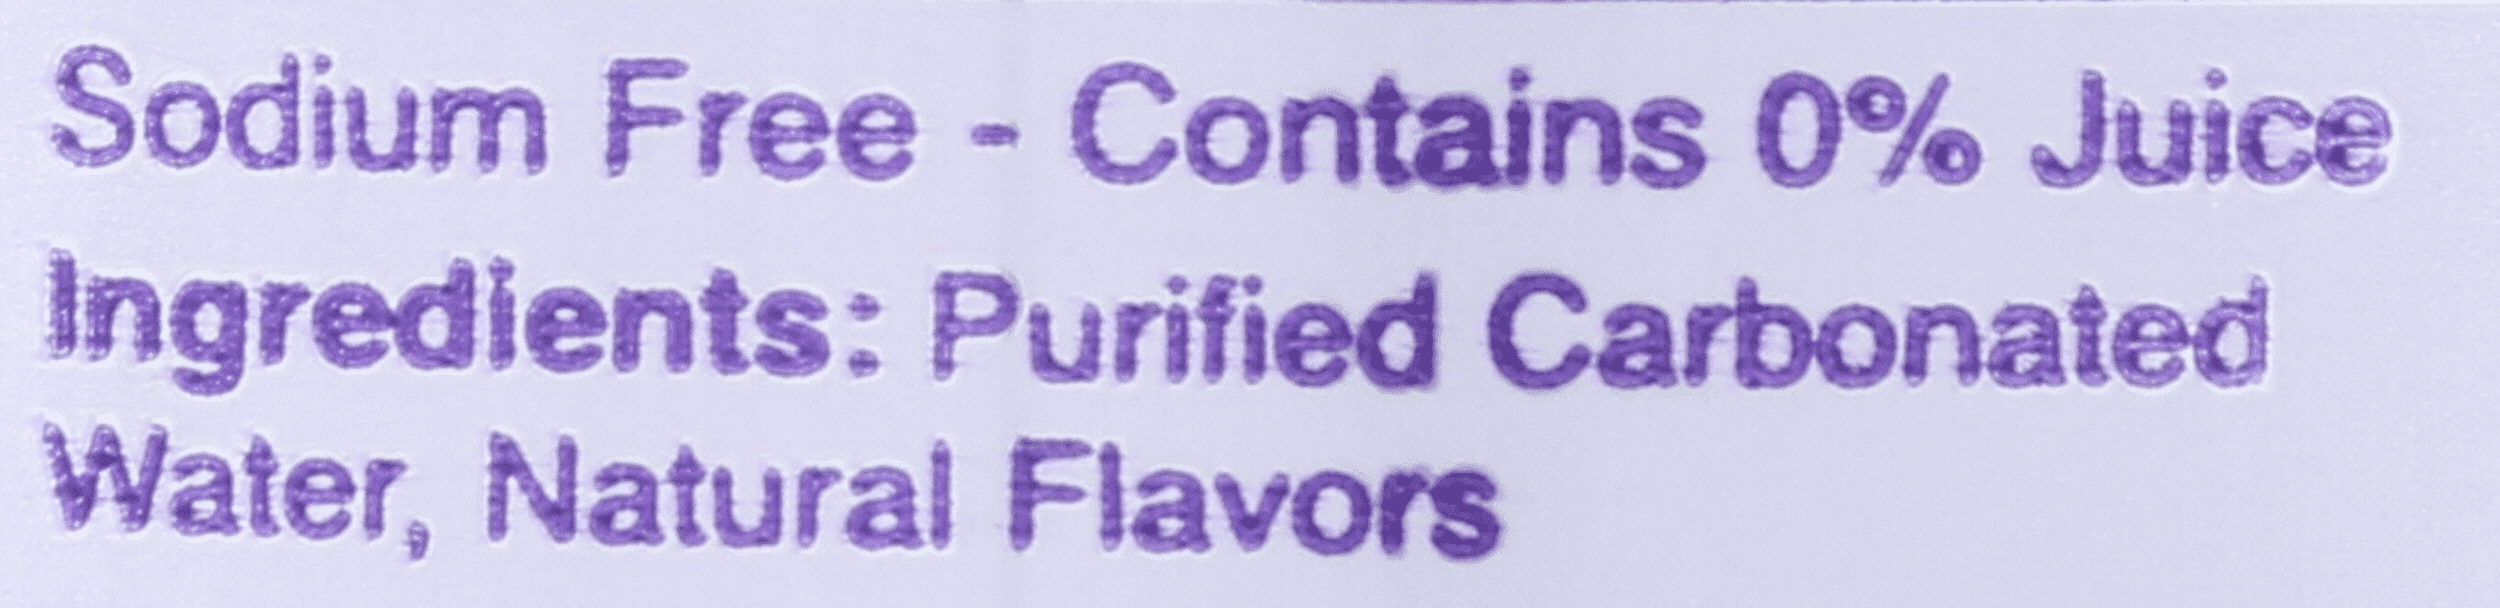 Sodium Free - Contains 0% Juice
Ingredients: Purified Carbonated
Water, Natural Flavors